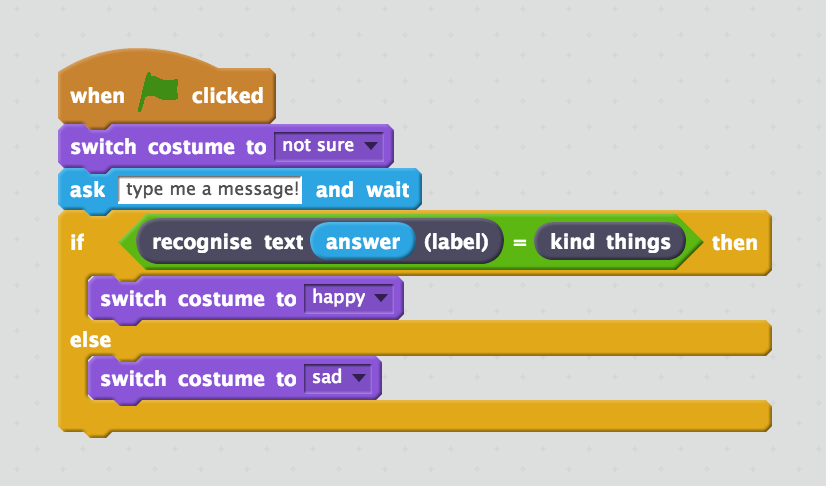 when clicked
switch costume to not sure
ask type me a message! and wait
if recognise text answer (label) = kind things then
switch costume to happy
else
switch costume to sad